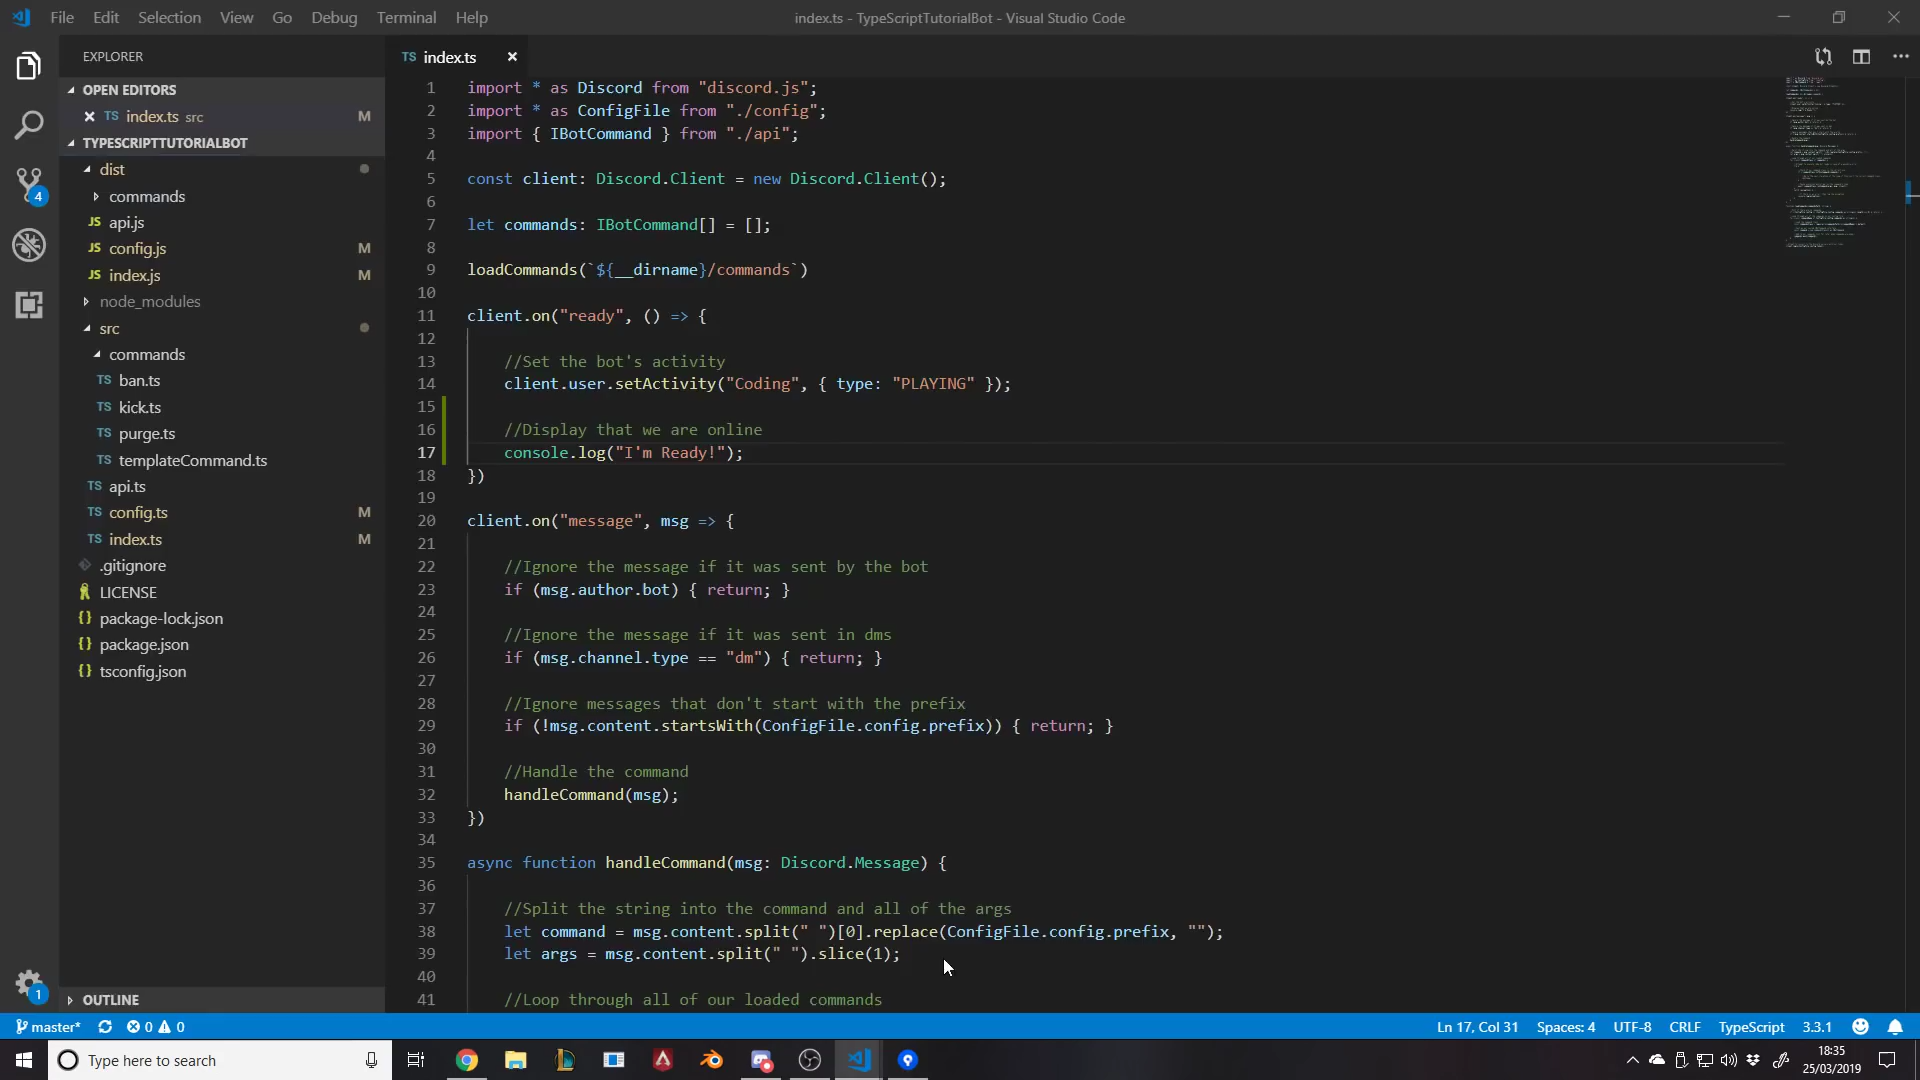 File Edit Selection View Go Debug Terminal Help
index.ts - TypeScriptTutorialBot - Visual Studio Code
EXPLORER
OPEN EDITORS
TS index.ts src M
TYPESCRIPTTUTORIALBOT
dist
commands
JS api.js
JS config.js M
JS index.js M
node_modules
src
commands
TS ban.ts
TS kick.ts
TS purge.ts
TS templateCommand.ts
TS api.ts
TS config.ts M
TS index.ts M
.gitignore
LICENSE
{} package-lock.json
{} package.json
{} tsconfig.json
OUTLINE
4
1
TS index.ts
1 import * as Discord from "discord.js";
2 import * as ConfigFile from "./config";
3 import { IBotCommand } from "./api";
4
5 const client: Discord.Client = new Discord.Client();
6
7 let commands: IBotCommand[] = [];
8
9 loadCommands(`${__dirname}/commands`)
10
11 client.on("ready", () => {
12
13 //Set the bot's activity
14 client.user.setActivity("Coding", { type: "PLAYING" });
15
16 //Display that we are online
17 console.log("I'm Ready!");
18 })
19
20 client.on("message", msg => {
21
22 //Ignore the message if it was sent by the bot
23 if (msg.author.bot) { return; }
24
25 //Ignore the message if it was sent in dms
26 if (msg.channel.type == "dm") { return; }
27
28 //Ignore messages that don't start with the prefix
29 if (!msg.content.startsWith(ConfigFile.config.prefix)) { return; }
30
31 //Handle the command
32 handleCommand(msg);
33 })
34
35 async function handleCommand(msg: Discord.Message) {
36
37 //Split the string into the command and all of the args
38 let command = msg.content.split(" ")[0].replace(ConfigFile.config.prefix, "");
39 let args = msg.content.split(" ").slice(1);
40
41 //Loop through all of our loaded commands
master* 0 0
Ln 17, Col 31 Spaces: 4 UTF-8 CRLF TypeScript 3.3.1
Type here to search
18:35
25/03/2019